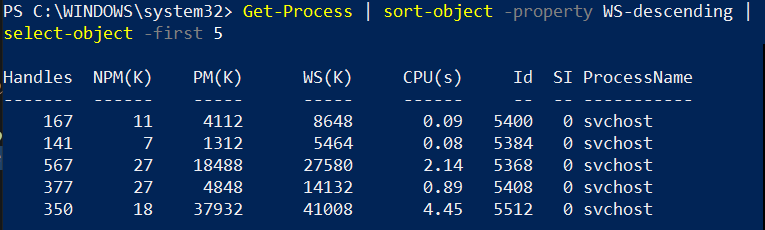 PS C:\WINDOWS\system32> Get-Process | sort-object -property WS-descending |
select-object -first 5
Handles NPM(K) PM(K) WS(K) CPU(s) Id SI ProcessName
------- ------ ----- ----- ------ -- -- -----------
167 11 4112 8648 0.09 5400 0 svchost
141 7 1312 5464 0.08 5384 0 svchost
567 27 18488 27580 2.14 5368 0 svchost
377 27 4848 14132 0.89 5408 0 svchost
350 18 37932 41008 4.45 5512 0 svchost